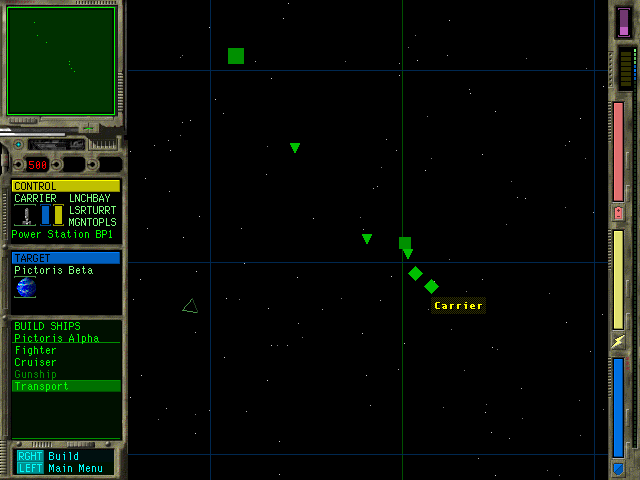 500
CONTROL
CARRIER LNCHBAY
LSRTURRT
MGNTOPLS
Power Station BP1
TARGET
Pictoris Beta
BUILD SHIPS
Pictoris Alpha
Fighter
Cruiser
Gunship
Transport
RGHT Build
LEFT Main Menu
Carrier